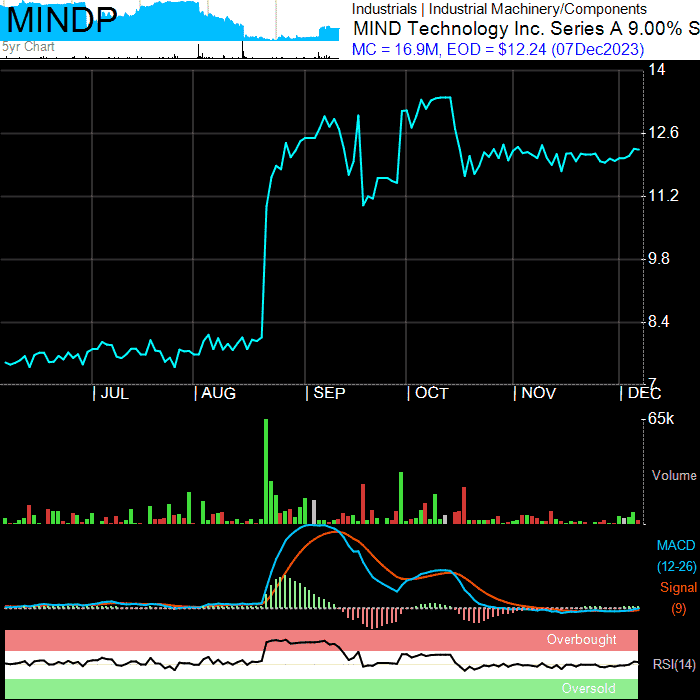 MINDP
5yr Chart
Industrials | Industrial Machinery/Components
MIND Technology Inc. Series A 9.00% S
MC = 16.9M, EOD = $12.24 (07Dec2023)
14
12.6
11.2
9.8
8.4
7
JUL AUG SEP OCT NOV DEC
65k
Volume
MACD
(12-26)
Signal
(9)
Overbought
RSI(14)
Oversold